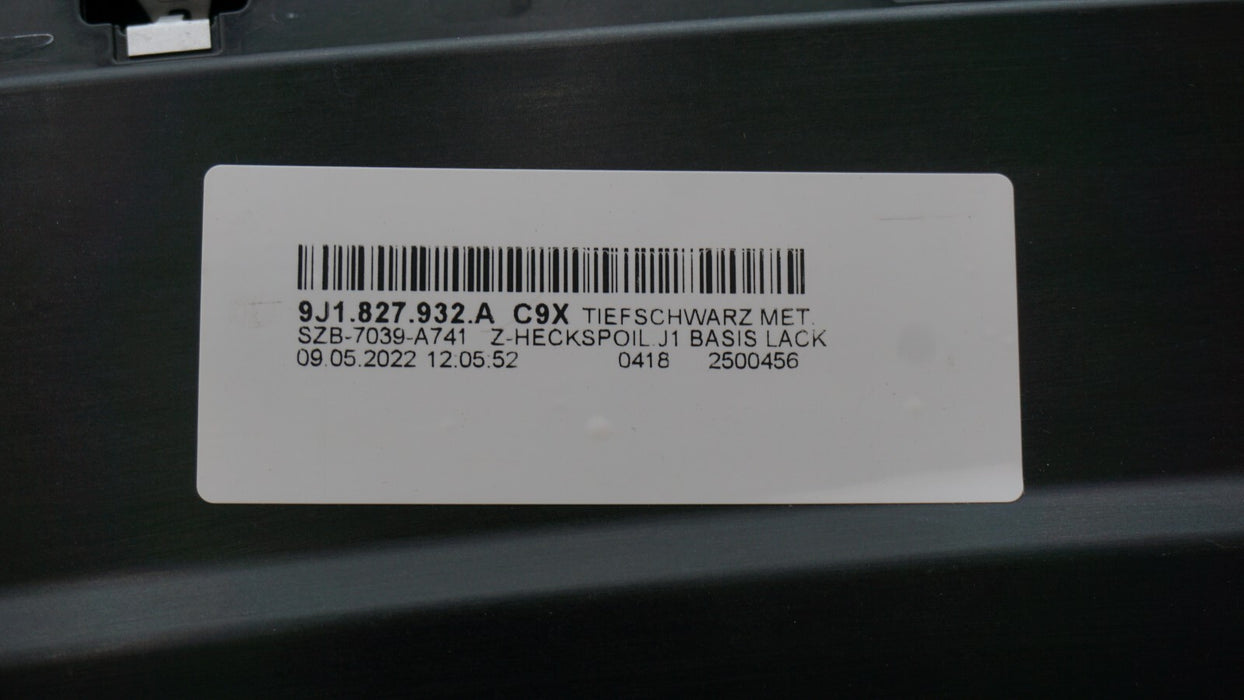 9J1.827.932.A C9X TIEFSCHWARZ MET.
SZB-7039-A741 Z-HECKSPOIL.J1 BASIS LACK
09.05.2022 12:05:52 0418 2500456